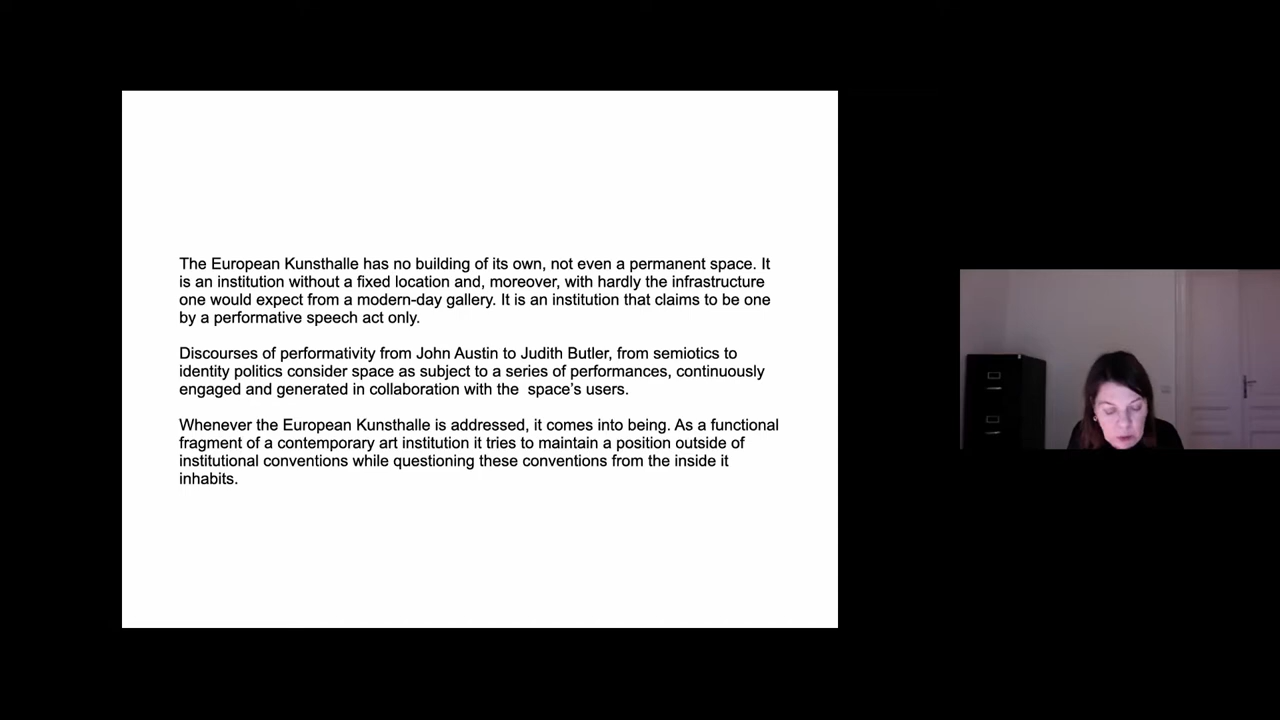 The European Kunsthalle has no building of its own, not even a permanent space. It
is an institution without a fixed location and, moreover, with hardly the infrastructure
one would expect from a modern-day gallery. It is an institution that claims to be one
by a performative speech act only.
Discourses of performativity from John Austin to Judith Butler, from semiotics to
identity politics consider space as subject to a series of performances, continuously
engaged and generated in collaboration with the  space’s users.
Whenever the European Kunsthalle is addressed, it comes into being. As a functional
fragment of a contemporary art institution it tries to maintain a position outside of
institutional conventions while questioning these conventions from the inside it
inhabits.